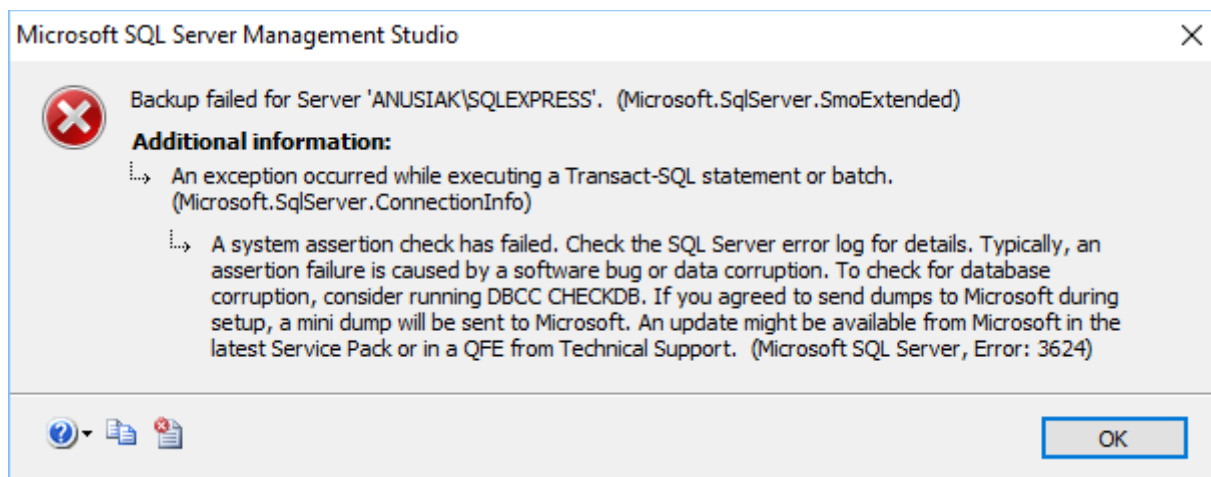 Microsoft SQL Server Management Studio
Backup failed for Server 'ANUSIAK\SQLEXPRESS'.  (Microsoft.SqlServer.SmoExtended)
Additional information:
An exception occurred while executing a Transact-SQL statement or batch.
(Microsoft.SqlServer.ConnectionInfo)
A system assertion check has failed. Check the SQL Server error log for details. Typically, an
assertion failure is caused by a software bug or data corruption. To check for database
corruption, consider running DBCC CHECKDB. If you agreed to send dumps to Microsoft during
setup, a mini dump will be sent to Microsoft. An update might be available from Microsoft in the
latest Service Pack or in a QFE from Technical Support.  (Microsoft SQL Server, Error: 3624)
OK